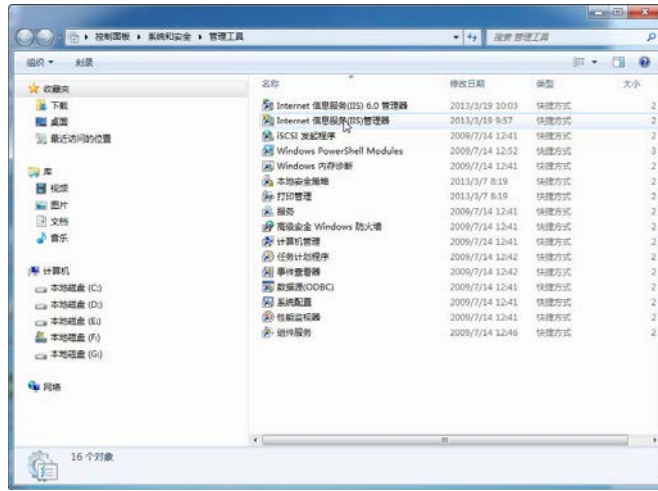 控制面板 ▸ 系统和安全 ▸ 管理工具
搜索 管理工具
组织 刻录
收藏夹
下载
桌面
最近访问的位置
库
视频
图片
文档
音乐
计算机
本地磁盘 (C:)
本地磁盘 (D:)
本地磁盘 (E:)
本地磁盘 (F:)
本地磁盘 (G:)
网络
名称 修改日期 类型 大小
Internet 信息服务(IIS) 6.0 管理器 2013/3/19 10:03 快捷方式 2
Internet 信息服务(IIS)管理器 2013/3/19 9:57 快捷方式 2
iSCSI 发起程序 2009/7/14 12:41 快捷方式 2
Windows PowerShell Modules 2009/7/14 12:52 快捷方式 3
Windows 内存诊断 2009/7/14 12:41 快捷方式 2
本地安全策略 2013/3/7 8:19 快捷方式 2
打印管理 2013/3/7 8:19 快捷方式 2
服务 2009/7/14 12:41 快捷方式 2
高级安全 Windows 防火墙 2009/7/14 12:41 快捷方式 2
计算机管理 2009/7/14 12:41 快捷方式 2
任务计划程序 2009/7/14 12:42 快捷方式 2
事件查看器 2009/7/14 12:42 快捷方式 2
数据源(ODBC) 2009/7/14 12:41 快捷方式 2
系统配置 2009/7/14 12:41 快捷方式 2
性能监视器 2009/7/14 12:41 快捷方式 2
组件服务 2009/7/14 12:46 快捷方式 2
16 个对象